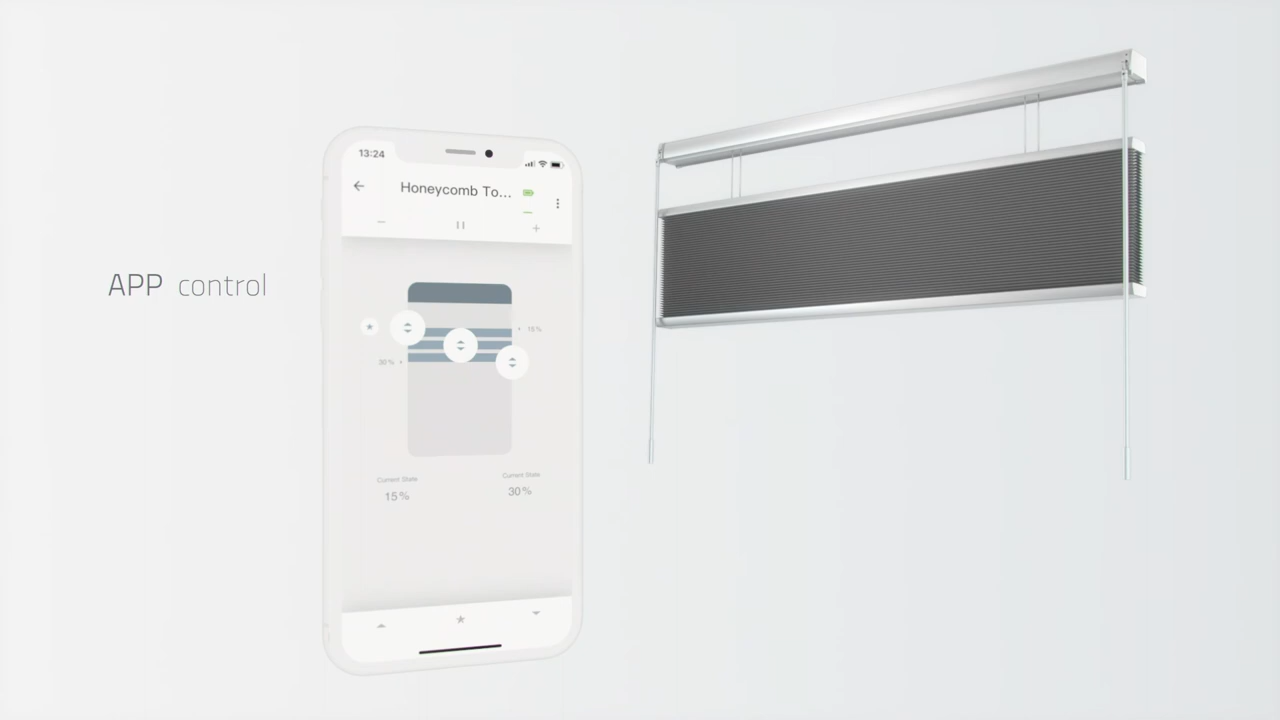 13:24
Honeycomb To...
APP control
15%
30%
Current State
Current State
15%
30%